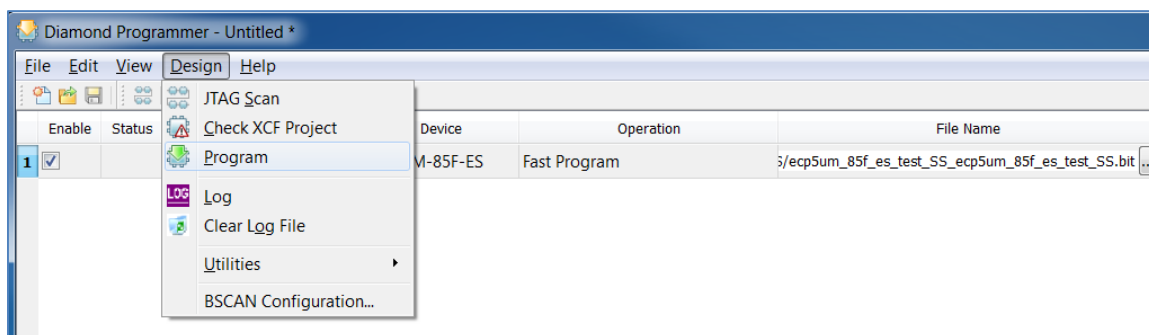 Diamond Programmer - Untitled *
File Edit View Design Help
JTAG Scan
Enable Status Check XCF Project Device Operation File Name
1 Program M-85F-ES Fast Program 5/ecp5um_85f_es_test_SS_ecp5um_85f_es_test_SS.bit ...
LOG Log
Clear Log File
Utilities
BSCAN Configuration...